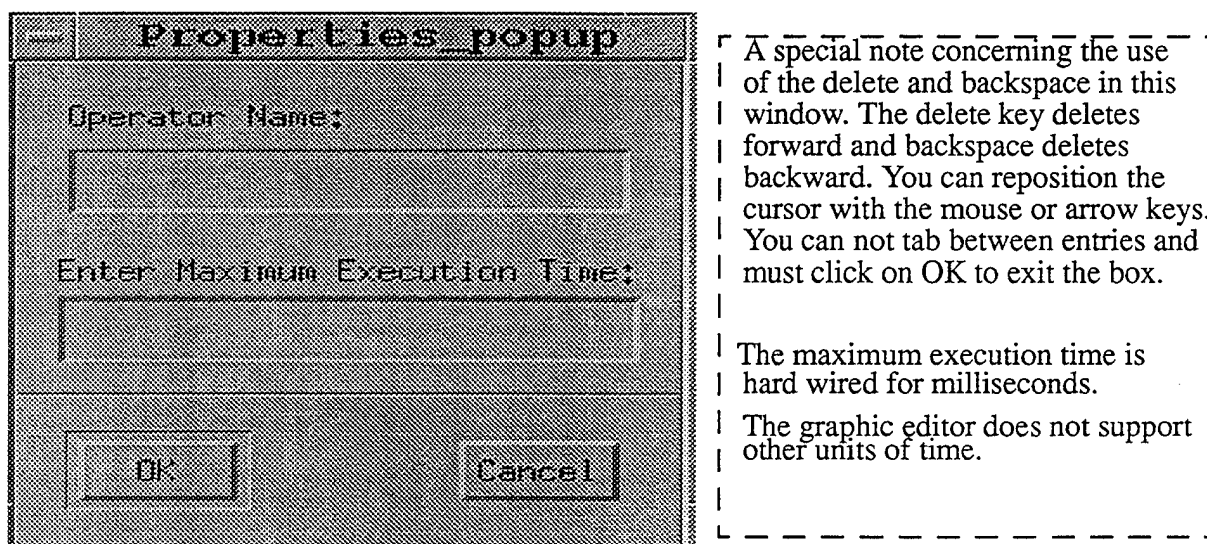 Properties_popup
Operator Name:
Enter Maximum Execution Time:
OK
Cancel
A special note concerning the use
of the delete and backspace in this
window. The delete key deletes
forward and backspace deletes
backward. You can reposition the
cursor with the mouse or arrow keys.
You can not tab between entries and
must click on OK to exit the box.
The maximum execution time is
hard wired for milliseconds.
The graphic editor does not support
other units of time.